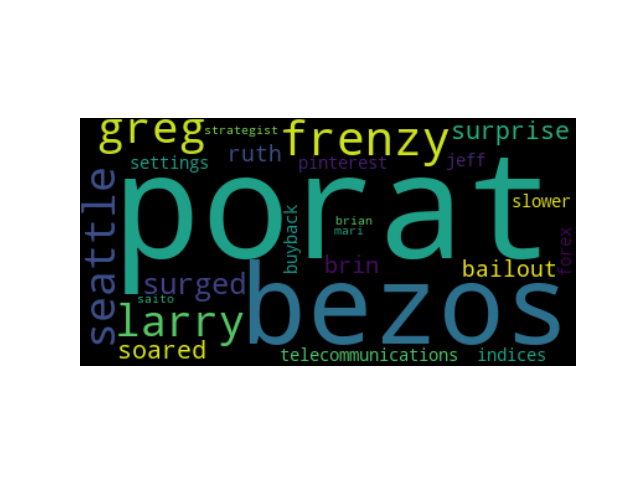 greg
strategist
frenzy
surprise
settings
ruth
pinterest
jeff
seattle
porat
slower
buyback
brian
mari
forex
brin
bailout
surged
saito
bezos
larry
soared
telecommunications
indices